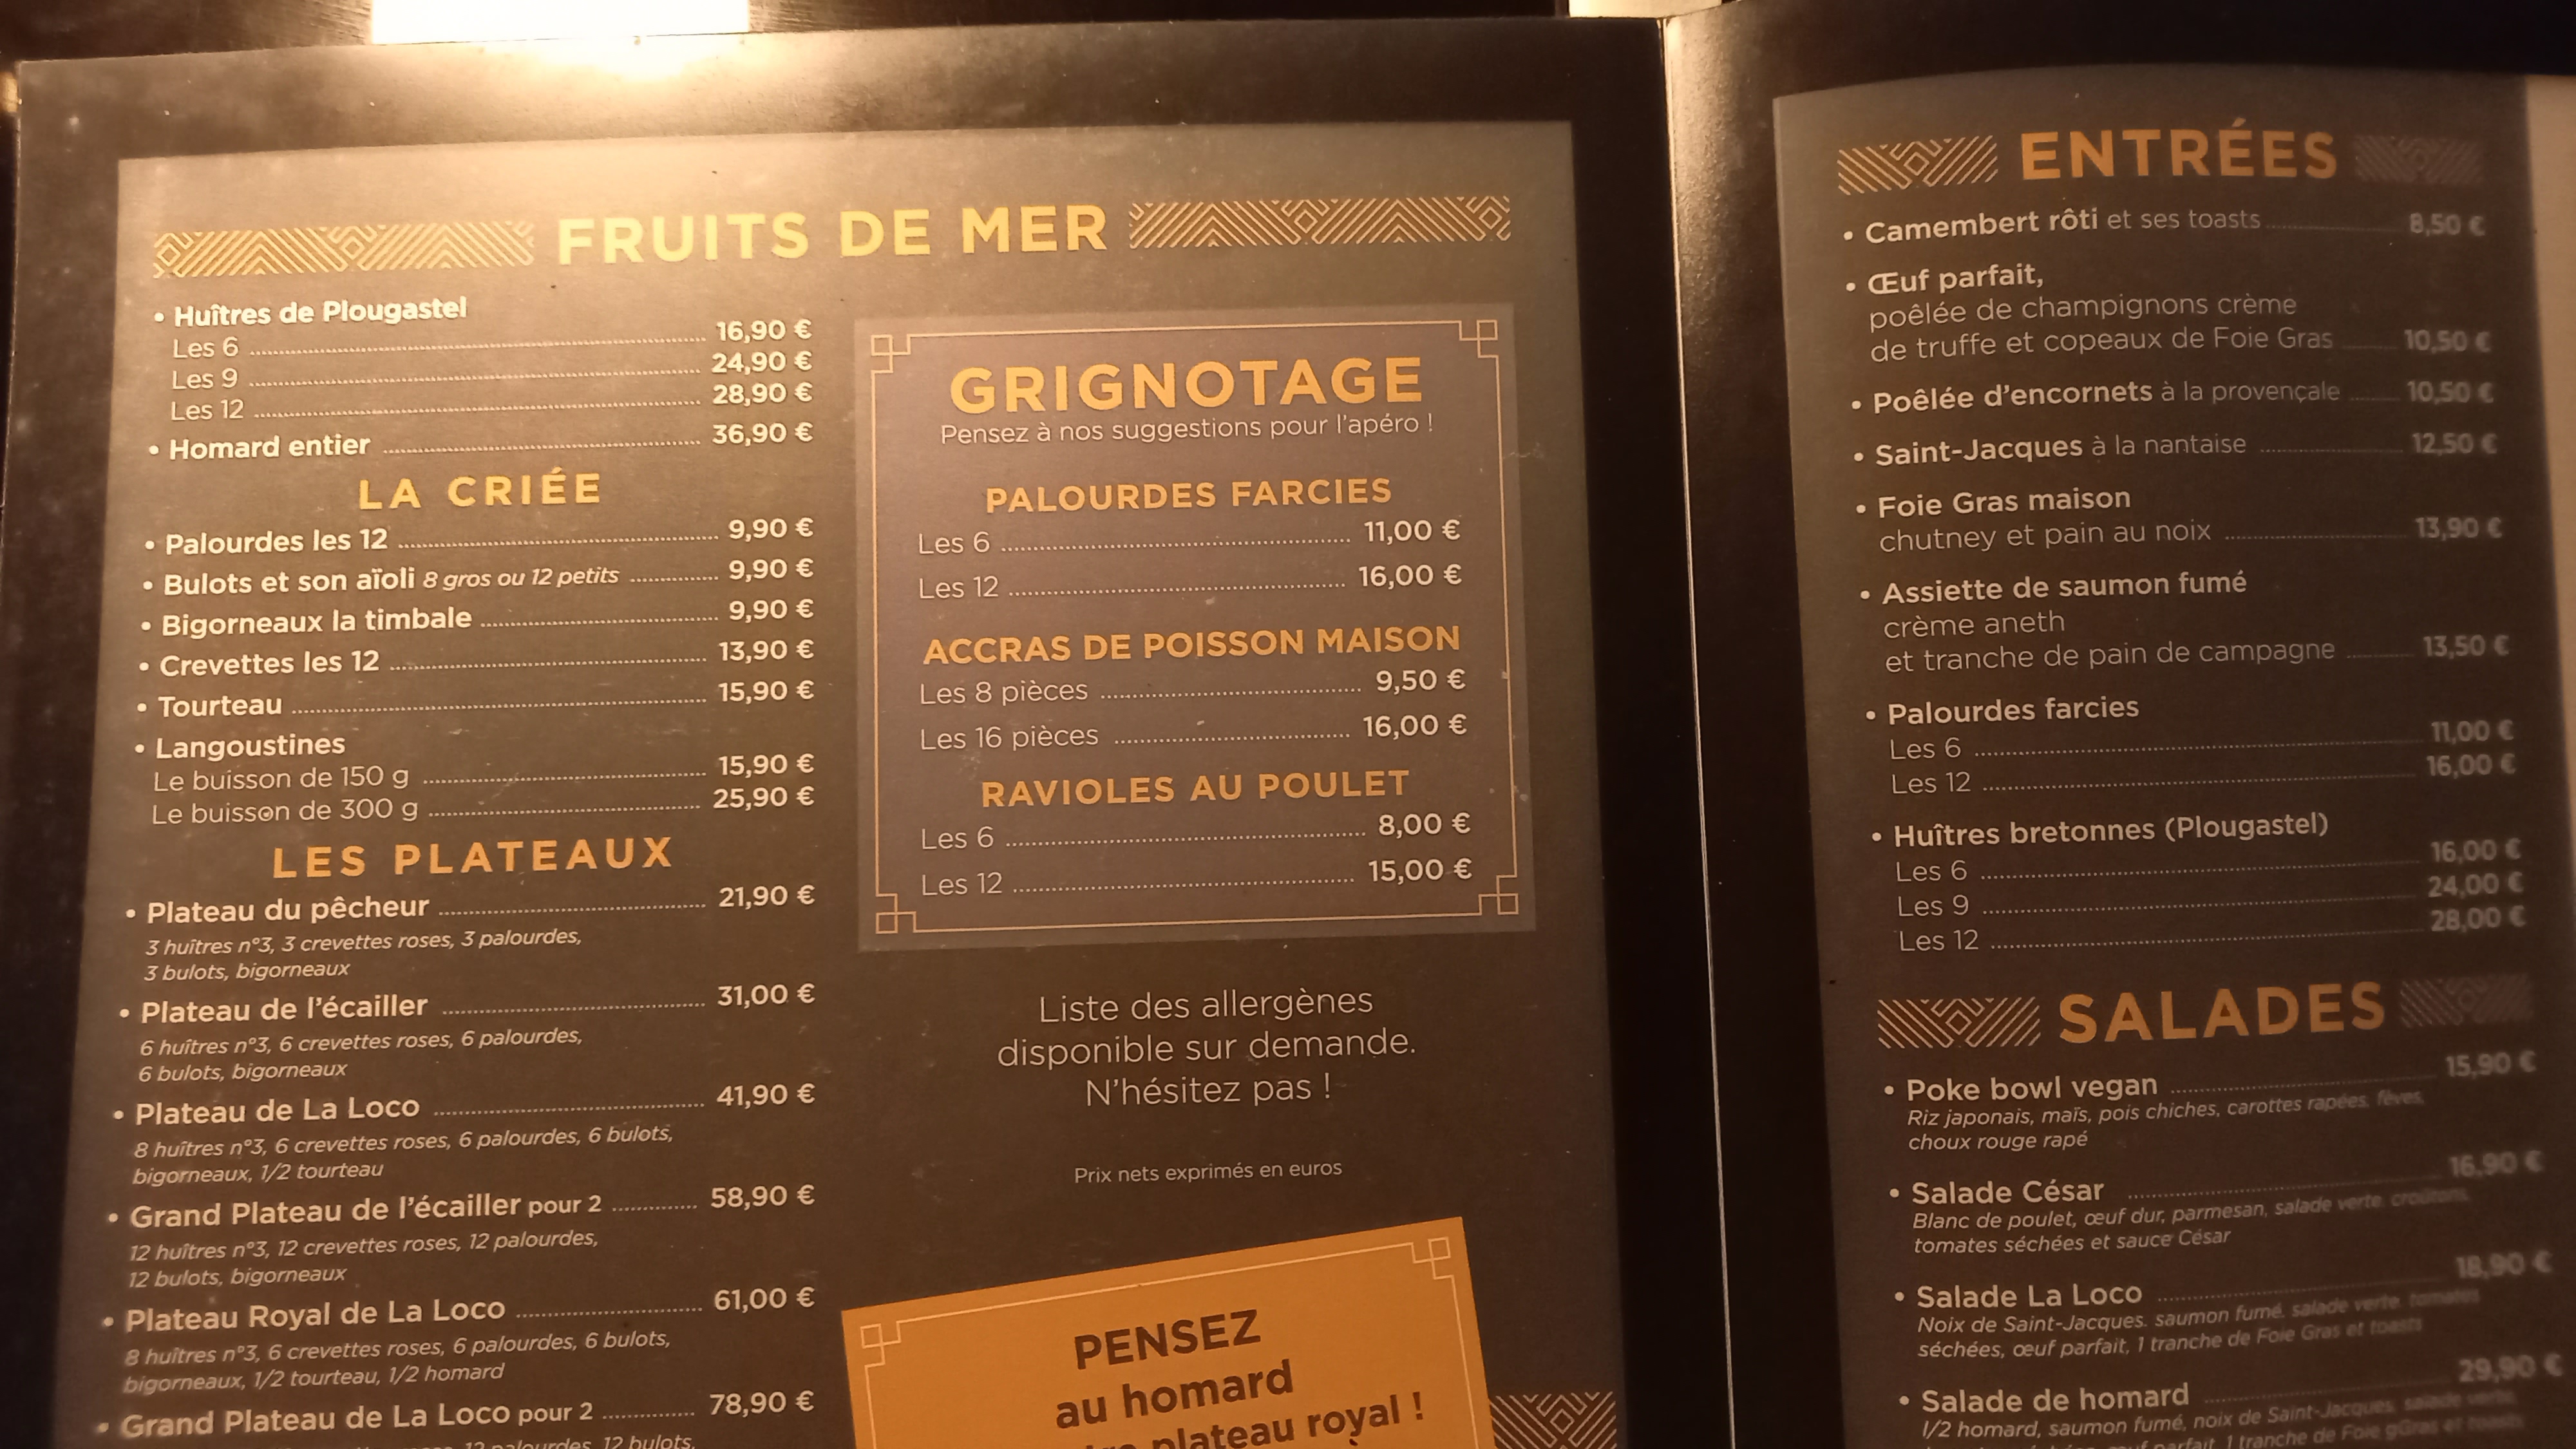 FRUITS DE MER
• Huîtres de Plougastel
Les 6 16,90 €
Les 9 24,90 €
Les 12 28,90 €
• Homard entier 36,90 €
LA CRIÉE
• Palourdes les 12 9,90 €
• Bulots et son aïoli 8 gros ou 12 petits 9,90 €
• Bigorneaux la timbale 9,90 €
• Crevettes les 12 13,90 €
• Tourteau 15,90 €
• Langoustines
Le buisson de 150 g 15,90 €
Le buisson de 300 g 25,90 €
LES PLATEAUX
• Plateau du pêcheur 21,90 €
3 huîtres n°3, 3 crevettes roses, 3 palourdes,
3 bulots, bigorneaux
• Plateau de l'écailler 31,00 €
6 huîtres n°3, 6 crevettes roses, 6 palourdes,
6 bulots, bigorneaux
• Plateau de La Loco 41,90 €
8 huîtres n°3, 6 crevettes roses, 6 palourdes, 6 bulots,
bigorneaux, 1/2 tourteau
• Grand Plateau de l'écailler pour 2 58,90 €
12 huîtres n°3, 12 crevettes roses, 12 palourdes,
12 bulots, bigorneaux
• Plateau Royal de La Loco 61,00 €
8 huîtres n°3, 6 crevettes roses, 6 palourdes, 6 bulots,
bigorneaux, 1/2 tourteau, 1/2 homard
• Grand Plateau de La Loco pour 2 78,90 €
12 palourdes, 12 bulots,
GRIGNOTAGE
Pensez à nos suggestions pour l'apéro !
PALOURDES FARCIES
Les 6 11,00 €
Les 12 16,00 €
ACCRAS DE POISSON MAISON
Les 8 pièces 9,50 €
Les 16 pièces 16,00 €
RAVIOLES AU POULET
Les 6 8,00 €
Les 12 15,00 €
Liste des allergènes
disponible sur demande.
N'hésitez pas !
Prix nets exprimés en euros
PENSEZ
au homard
plateau royal !
ENTRÉES
• Camembert rôti et ses toasts 8,50 €
• Œuf parfait,
poêlée de champignons crème
de truffe et copeaux de Foie Gras 10,50 €
• Poêlée d'encornets à la provençale 10,50 €
• Saint-Jacques à la nantaise 12,50 €
• Foie Gras maison
chutney et pain au noix 13,90 €
• Assiette de saumon fumé
crème aneth
et tranche de pain de campagne 13,50 €
• Palourdes farcies
Les 6 11,00 €
Les 12 16,00 €
• Huîtres bretonnes (Plougastel)
Les 6 16,00 €
Les 9 24,00 €
Les 12 28,00 €
SALADES
• Poke bowl vegan 15,90 €
Riz japonais, maïs, pois chiches, carottes rapées, fèves,
choux rouge rapé
• Salade César 16,90 €
Blanc de poulet, œuf dur, parmesan, salade verte, croûtons,
tomates séchées et sauce César
• Salade La Loco 18,90 €
Noix de Saint-Jacques, saumon fumé, salade verte, tomates
séchées, œuf parfait, 1 tranche de Foie Gras et toasts
• Salade de homard 29,90 €
1/2 homard, saumon fumé, noix de Saint-Jacques, salade verte,
parfait, 1 tranche de Foie gGras et toasts